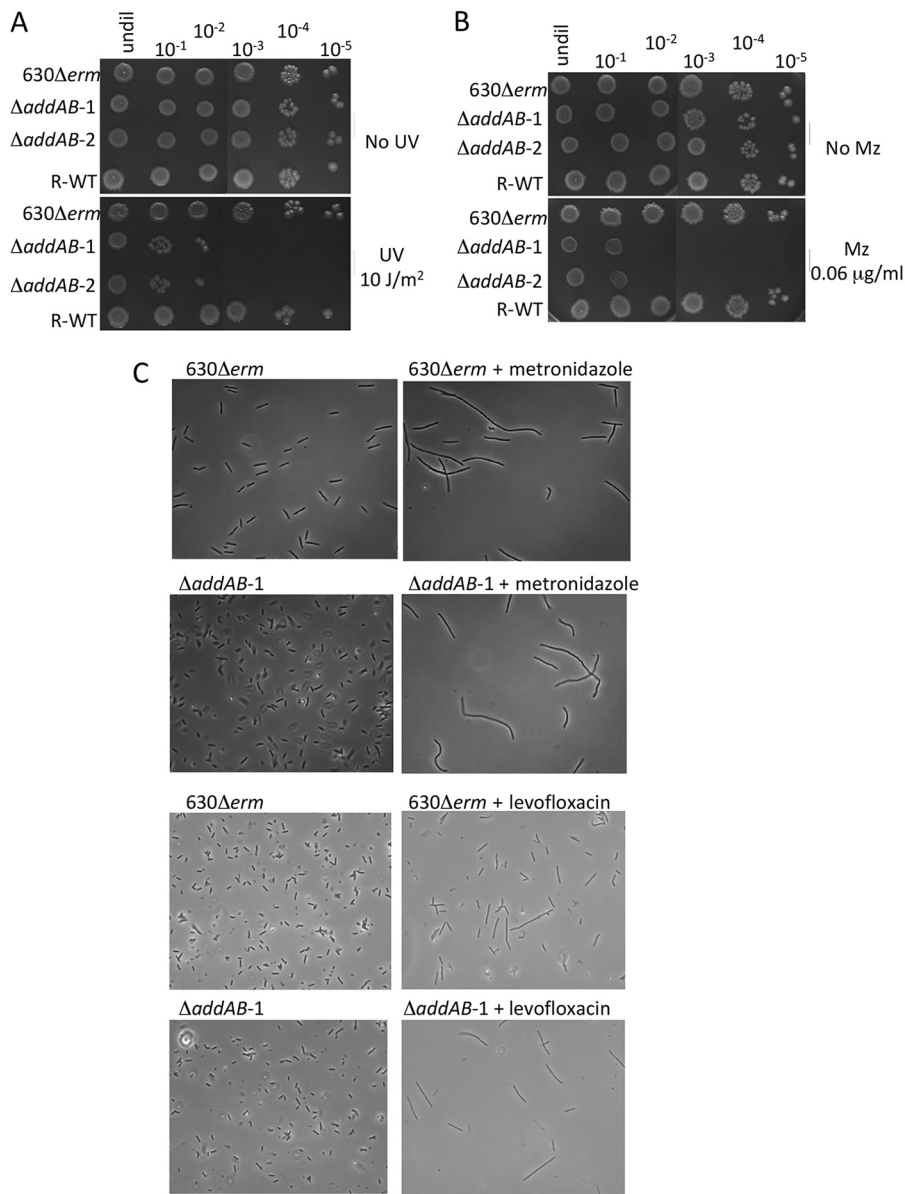 A
undil
10-1
10-2
10-3
10-4
10-5
630Δerm
ΔaddAB-1
ΔaddAB-2
R-WT
No UV
630Δerm
ΔaddAB-1
ΔaddAB-2
R-WT
UV
10 J/m²
B
undil
10-1
10-2
10-3
10-4
10-5
630Δerm
ΔaddAB-1
ΔaddAB-2
R-WT
No Mz
630Δerm
ΔaddAB-1
ΔaddAB-2
R-WT
Mz
0.06 μg/ml
C
630Δerm
630Δerm + metronidazole
ΔaddAB-1
ΔaddAB-1 + metronidazole
630Δerm
630Δerm + levofloxacin
ΔaddAB-1
ΔaddAB-1 + levofloxacin